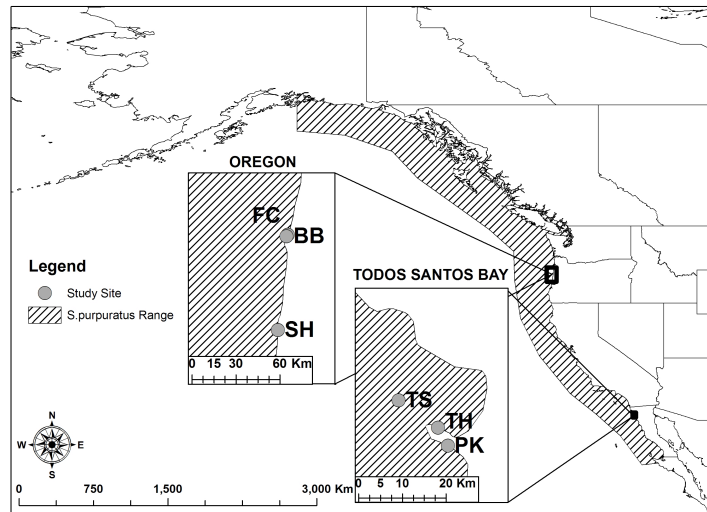 OREGON
FC
BB
SH
0 15 30 60 Km
Legend
Study Site
S.purpuratus Range
TODOS SANTOS BAY
TS
TH
PK
0 5 10 20 Km
N
W E
S
0 750 1,500 3,000 Km